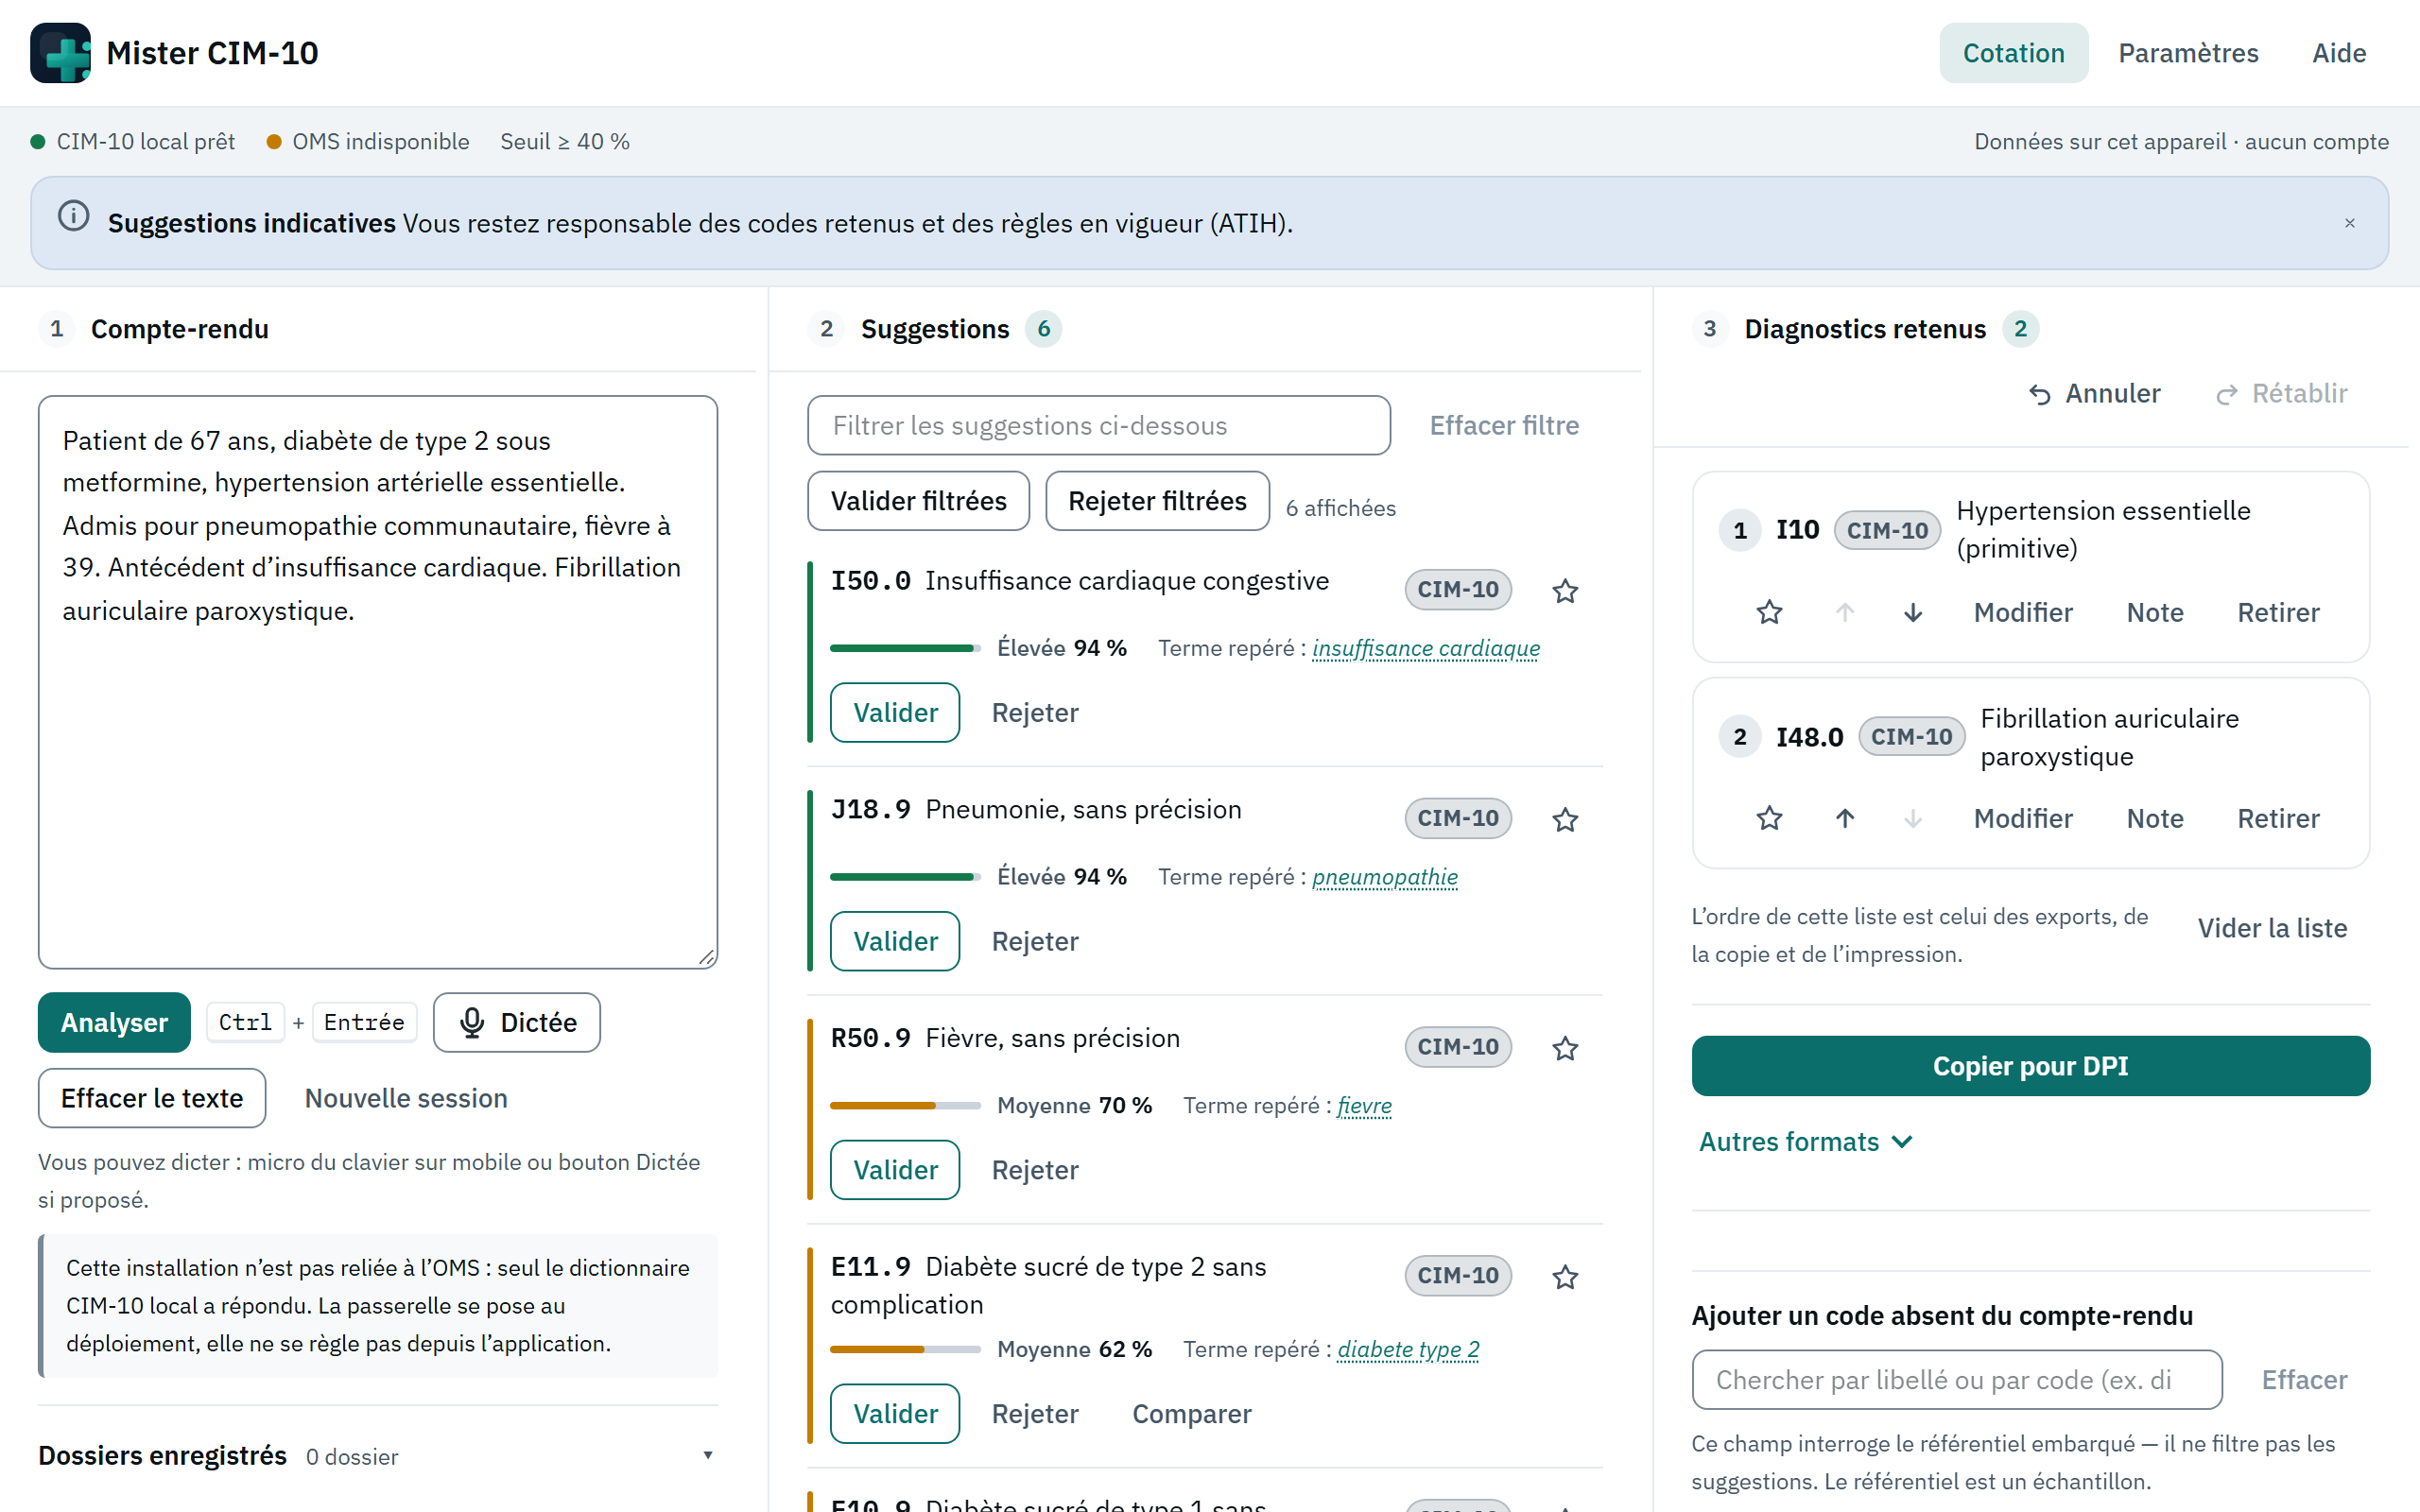 Mister CIM-10
Cotation
Paramètres
Aide
CIM-10 local prêt
OMS indisponible
Seuil ≥ 40 %
Données sur cet appareil · aucun compte
Suggestions indicatives Vous restez responsable des codes retenus et des règles en vigueur (ATIH).
×
1 Compte-rendu
Patient de 67 ans, diabète de type 2 sous
metformine, hypertension artérielle essentielle.
Admis pour pneumopathie communautaire, fièvre à
39. Antécédent d’insuffisance cardiaque. Fibrillation
auriculaire paroxystique.
Analyser
Ctrl + Entrée
Dictée
Effacer le texte
Nouvelle session
Vous pouvez dicter : micro du clavier sur mobile ou bouton Dictée
si proposé.
Cette installation n’est pas reliée à l’OMS : seul le dictionnaire
CIM-10 local a répondu. La passerelle se pose au
déploiement, elle ne se règle pas depuis l’application.
Dossiers enregistrés 0 dossier
2 Suggestions 6
Filtrer les suggestions ci-dessous
Effacer filtre
Valider filtrées
Rejeter filtrées
6 affichées
I50.0 Insuffisance cardiaque congestive
CIM-10
Élevée 94 % Terme repéré : insuffisance cardiaque
Valider
Rejeter
J18.9 Pneumonie, sans précision
CIM-10
Élevée 94 % Terme repéré : pneumopathie
Valider
Rejeter
R50.9 Fièvre, sans précision
CIM-10
Moyenne 70 % Terme repéré : fievre
Valider
Rejeter
E11.9 Diabète sucré de type 2 sans
complication
CIM-10
Moyenne 62 % Terme repéré : diabete type 2
Valider
Rejeter
Comparer
E10.9 Diabète sucré de type 1 sans
3 Diagnostics retenus 2
Annuler
Rétablir
1 I10 CIM-10 Hypertension essentielle
(primitive)
Modifier
Note
Retirer
2 I48.0 CIM-10 Fibrillation auriculaire
paroxystique
Modifier
Note
Retirer
L’ordre de cette liste est celui des exports, de
la copie et de l’impression.
Vider la liste
Copier pour DPI
Autres formats
Ajouter un code absent du compte-rendu
Chercher par libellé ou par code (ex. di
Effacer
Ce champ interroge le référentiel embarqué — il ne filtre pas les
suggestions. Le référentiel est un échantillon.